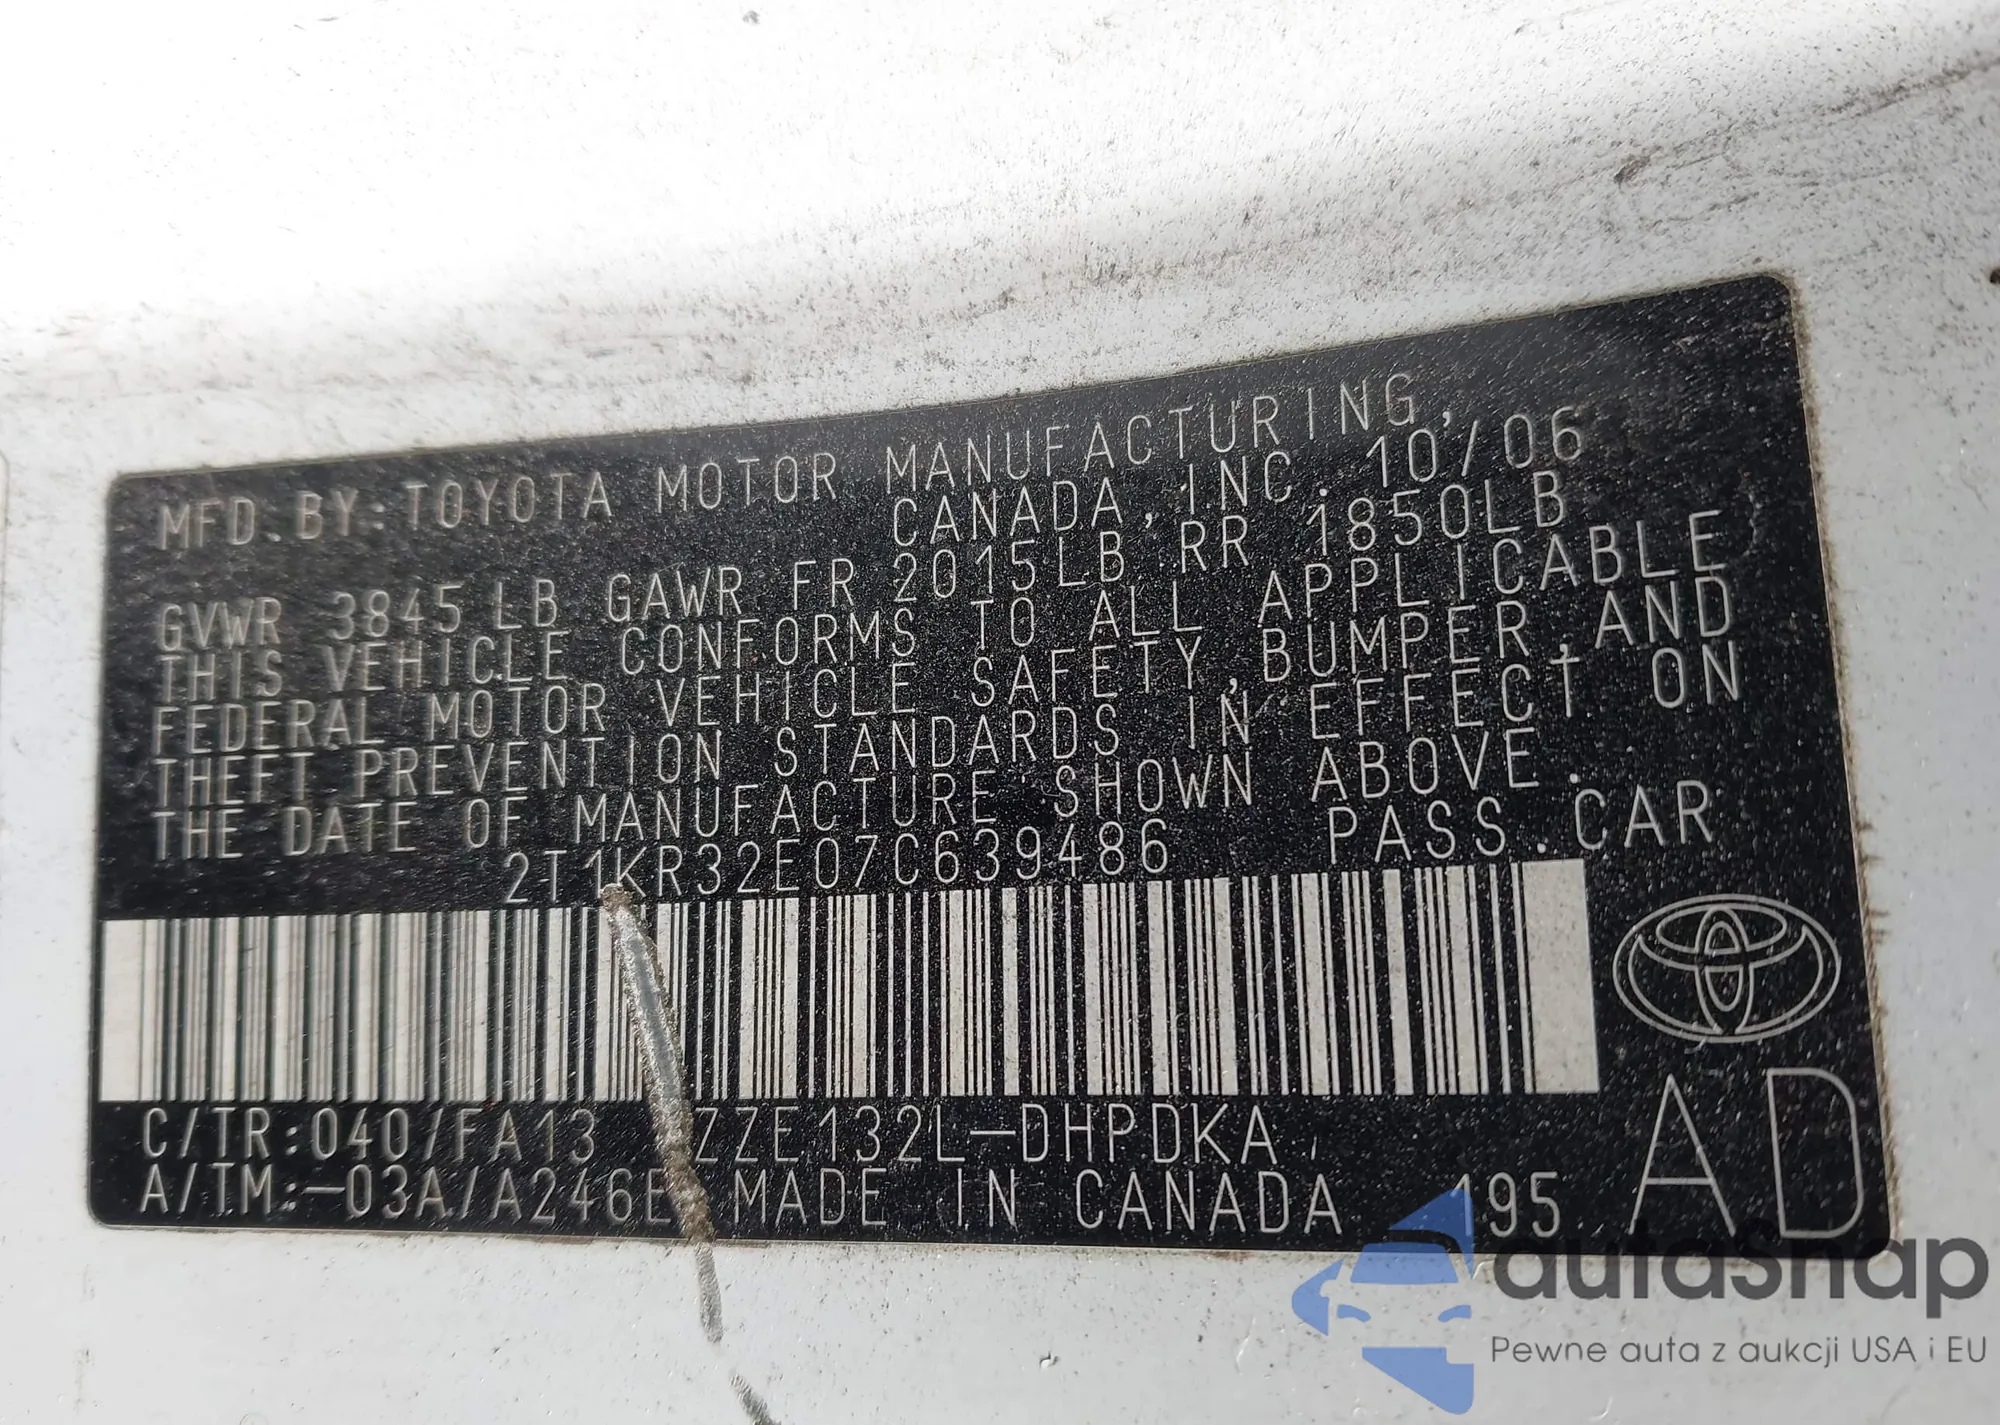 MFD.BY:TOYOTA MOTOR MANUFACTURING,
CANADA,INC. 10/06
GVWR 3845LB GAWR FR 2015LB RR 1850LB
THIS VEHICLE CONFORMS TO ALL APPLICABLE
FEDERAL MOTOR VEHICLE SAFETY,BUMPER,AND
THEFT PREVENTION STANDARDS IN EFFECT ON
THE DATE OF MANUFACTURE SHOWN ABOVE.
2T1KR32E07C639486 PASS.CAR
C/TR:040/FA13 ZZE132L-DHPDKA
A/TM:-03A/A246E MADE IN CANADA 195
AD
autaSnap
Pewne auta z aukcji USA i EU